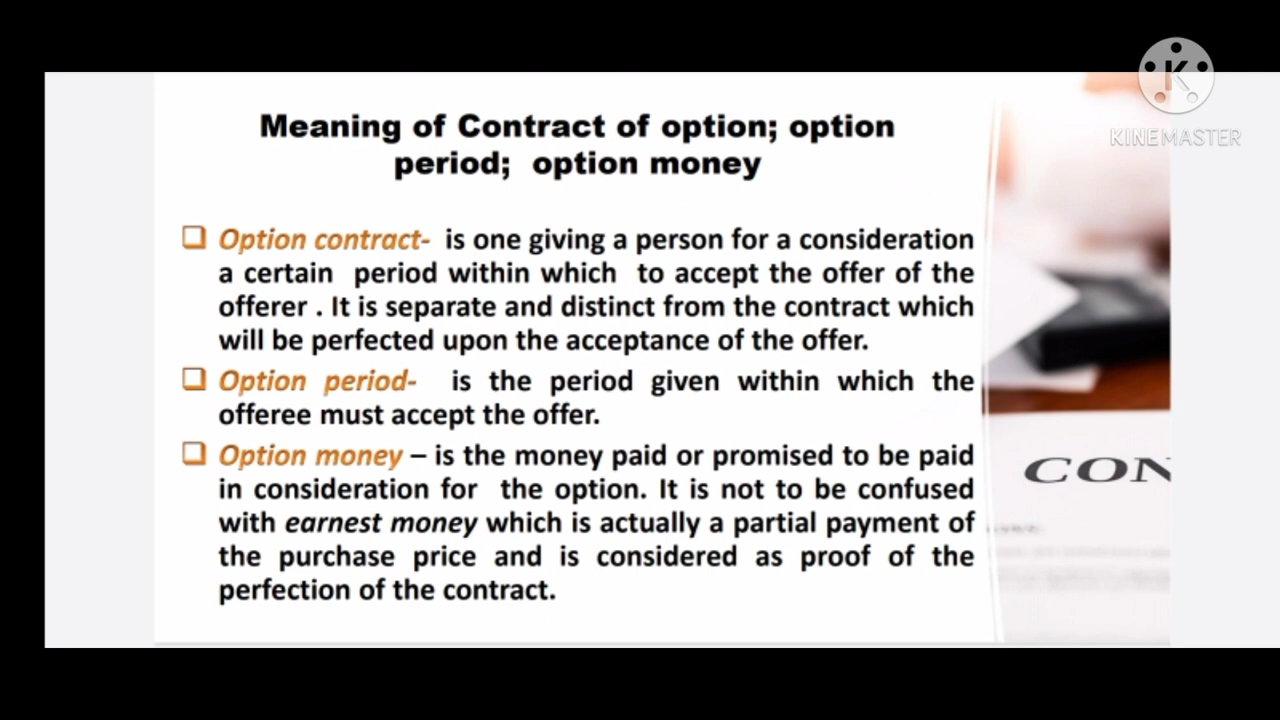 Meaning of Contract of option; option
period; option money
Option contract- is one giving a person for a consideration
a certain period within which to accept the offer of the
offerer . It is separate and distinct from the contract which
will be perfected upon the acceptance of the offer.
Option period- is the period given within which the
offeree must accept the offer.
Option money – is the money paid or promised to be paid
in consideration for the option. It is not to be confused
with earnest money which is actually a partial payment of
the purchase price and is considered as proof of the
perfection of the contract.
K
KINEMASTER
CON